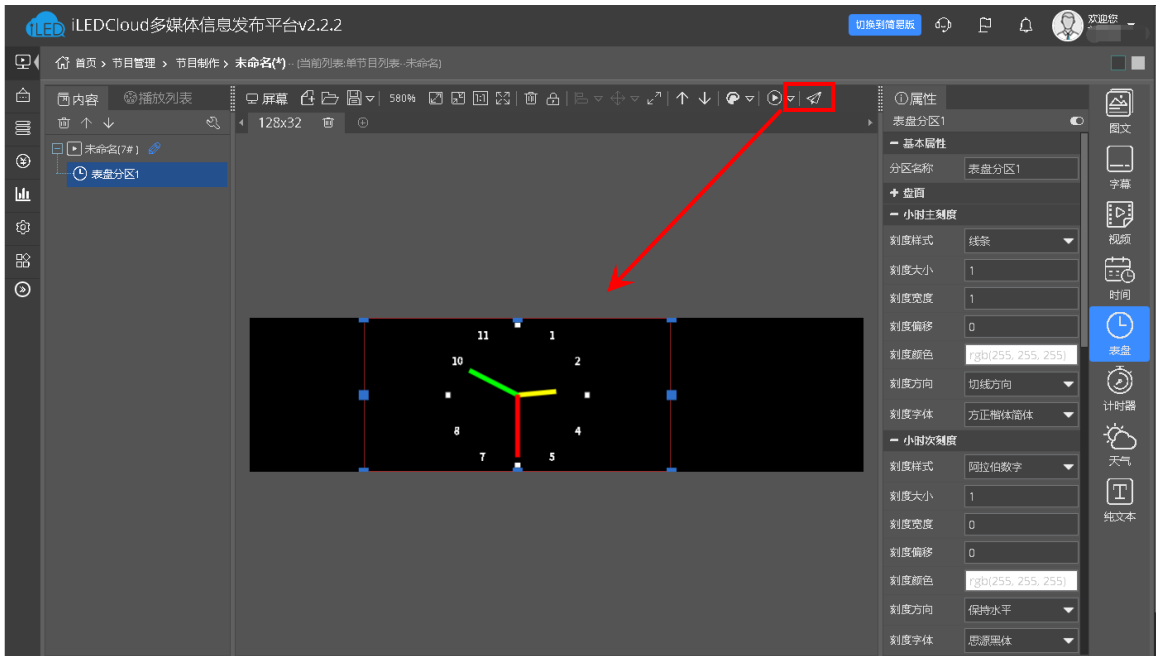 iLED iLEDCloud多媒体信息发布平台v2.2.2
切换到简易版
欢迎您
首页 › 节目管理 › 节目制作 › 未命名(*) -- [当前列表:单节目列表--未命名]
内容 播放列表
屏幕 580% 1:1
128x32
未命名(7#)
表盘分区1
11 1
10 2
8 4
7 5
属性
表盘分区1
基本属性
分区名称 表盘分区1
盘面
小时主刻度
刻度样式 线条
刻度大小 1
刻度宽度 1
刻度偏移 0
刻度颜色 rgb(255, 255, 255)
刻度方向 切线方向
刻度字体 方正楷体简体
小时次刻度
刻度样式 阿拉伯数字
刻度大小 1
刻度宽度 0
刻度偏移 0
刻度颜色 rgb(255, 255, 255)
刻度方向 保持水平
刻度字体 思源黑体
图文
字幕
视频
时间
表盘
计时器
天气
纯文本